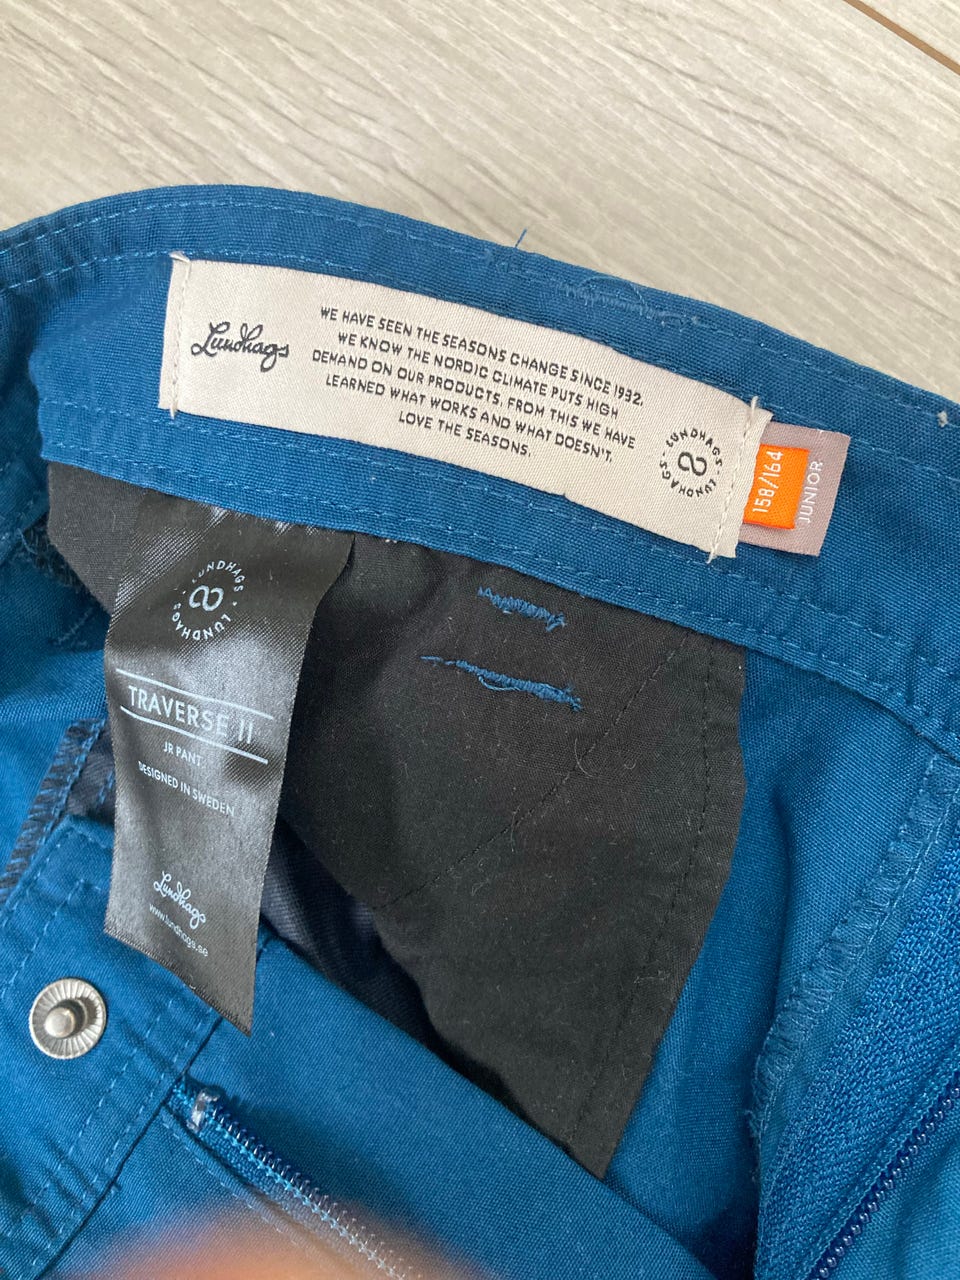 Lundhags
WE HAVE SEEN THE SEASONS CHANGE SINCE 1932.
WE KNOW THE NORDIC CLIMATE PUTS HIGH
DEMAND ON OUR PRODUCTS. FROM THIS WE HAVE
LEARNED WHAT WORKS AND WHAT DOESN'T.
LOVE THE SEASONS.
LUNDHAGS · LUNDHAGS ·
158/164
JUNIOR
LUNDHAGS · LUNDHAGS ·
TRAVERSE II
JR PANT
DESIGNED IN SWEDEN
Lundhags
www.lundhags.se